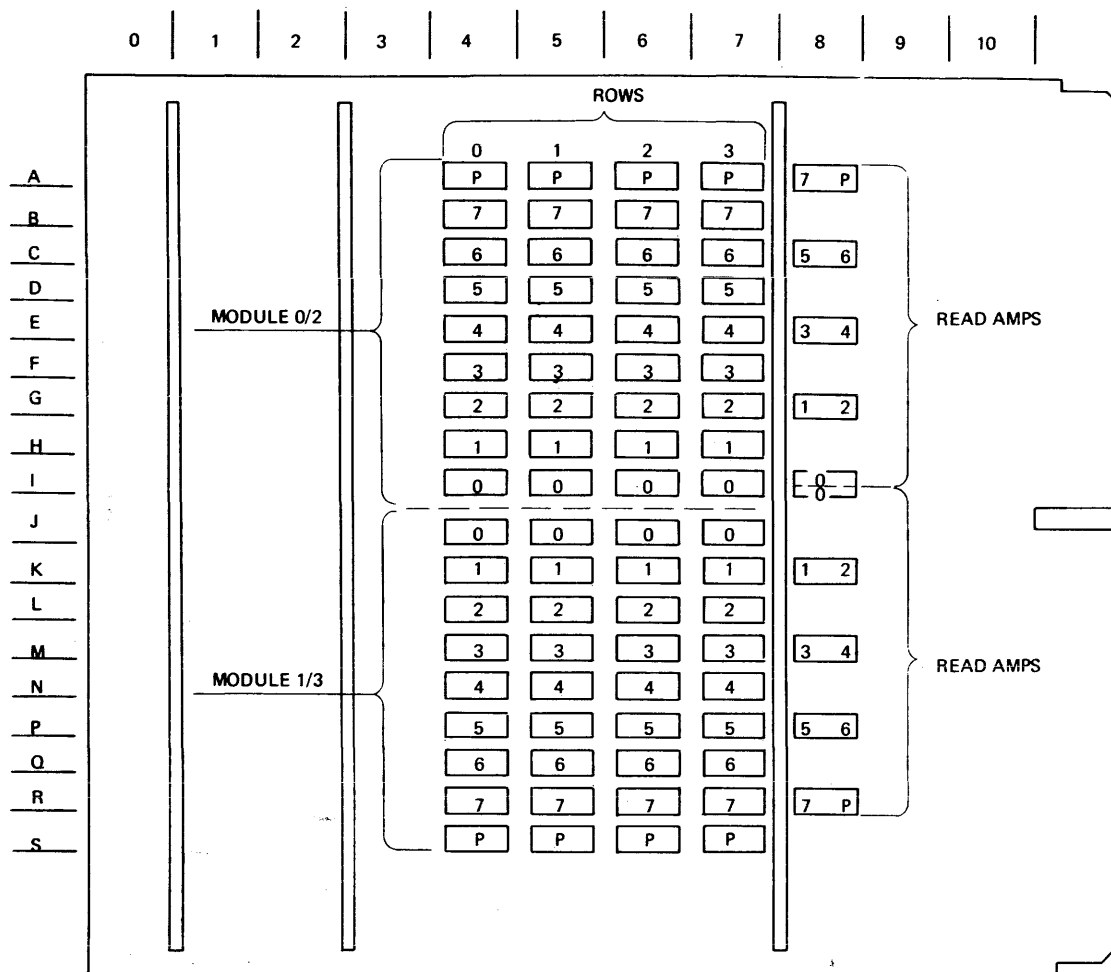 0 1 2 3 4 5 6 7 8 9 10
ROWS
0 1 2 3
A P P P P 7 P
B 7 7 7 7
C 6 6 6 6 5 6
D 5 5 5 5
E MODULE 0/2 4 4 4 4 3 4 READ AMPS
F 3 3 3 3
G 2 2 2 2 1 2
H 1 1 1 1
I 0 0 0 0 0
0
J 0 0 0 0
K 1 1 1 1 1 2
L 2 2 2 2
M 3 3 3 3 3 4 READ AMPS
N MODULE 1/3 4 4 4 4
P 5 5 5 5 5 6
Q 6 6 6 6
R 7 7 7 7 7 P
S P P P P